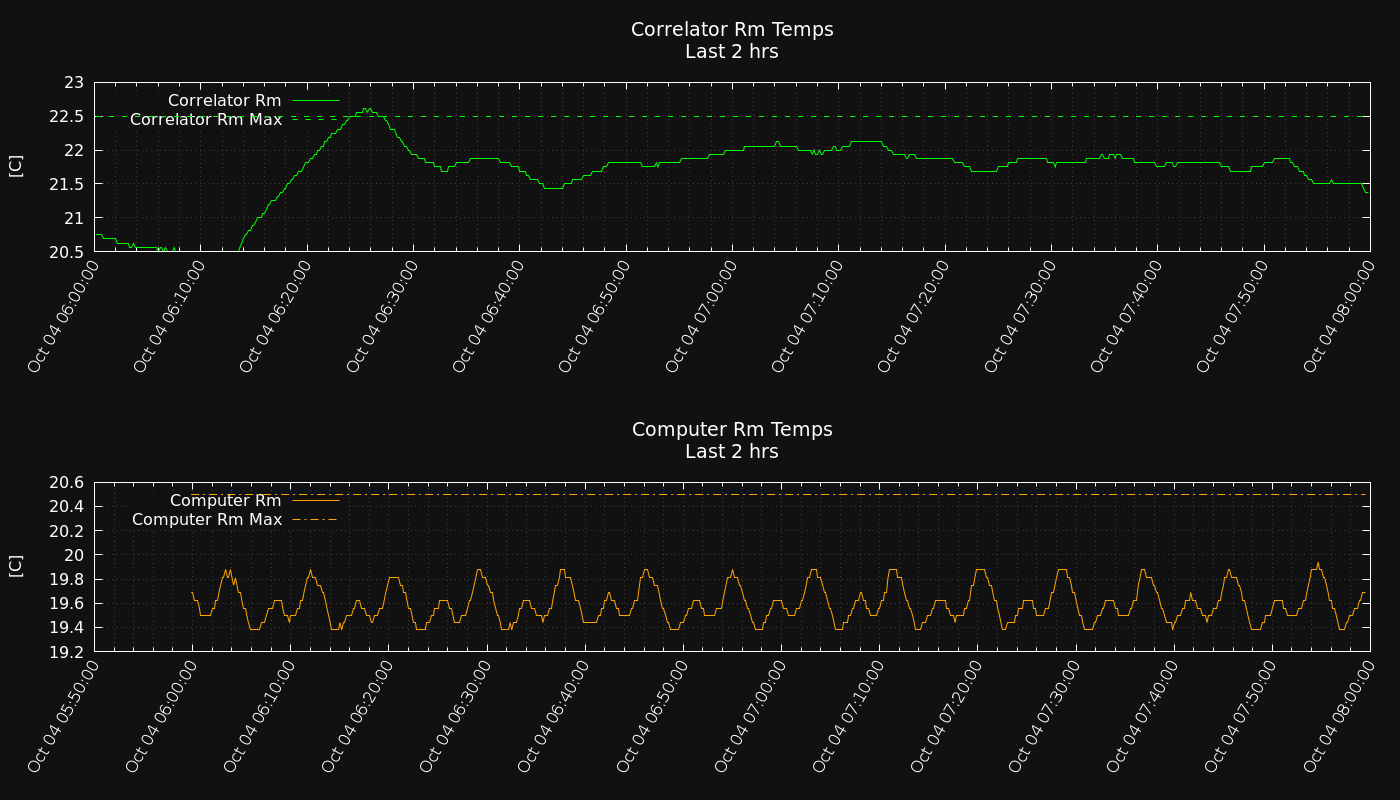 Correlator Rm Temps
Last 2 hrs
23
22.5
22
21.5
21
20.5
[C]
Correlator Rm
Correlator Rm Max
Oct 04 06:00:00
Oct 04 06:10:00
Oct 04 06:20:00
Oct 04 06:30:00
Oct 04 06:40:00
Oct 04 06:50:00
Oct 04 07:00:00
Oct 04 07:10:00
Oct 04 07:20:00
Oct 04 07:30:00
Oct 04 07:40:00
Oct 04 07:50:00
Oct 04 08:00:00
Computer Rm Temps
Last 2 hrs
20.6
20.4
20.2
20
19.8
19.6
19.4
19.2
[C]
Computer Rm
Computer Rm Max
Oct 04 05:50:00
Oct 04 06:00:00
Oct 04 06:10:00
Oct 04 06:20:00
Oct 04 06:30:00
Oct 04 06:40:00
Oct 04 06:50:00
Oct 04 07:00:00
Oct 04 07:10:00
Oct 04 07:20:00
Oct 04 07:30:00
Oct 04 07:40:00
Oct 04 07:50:00
Oct 04 08:00:00